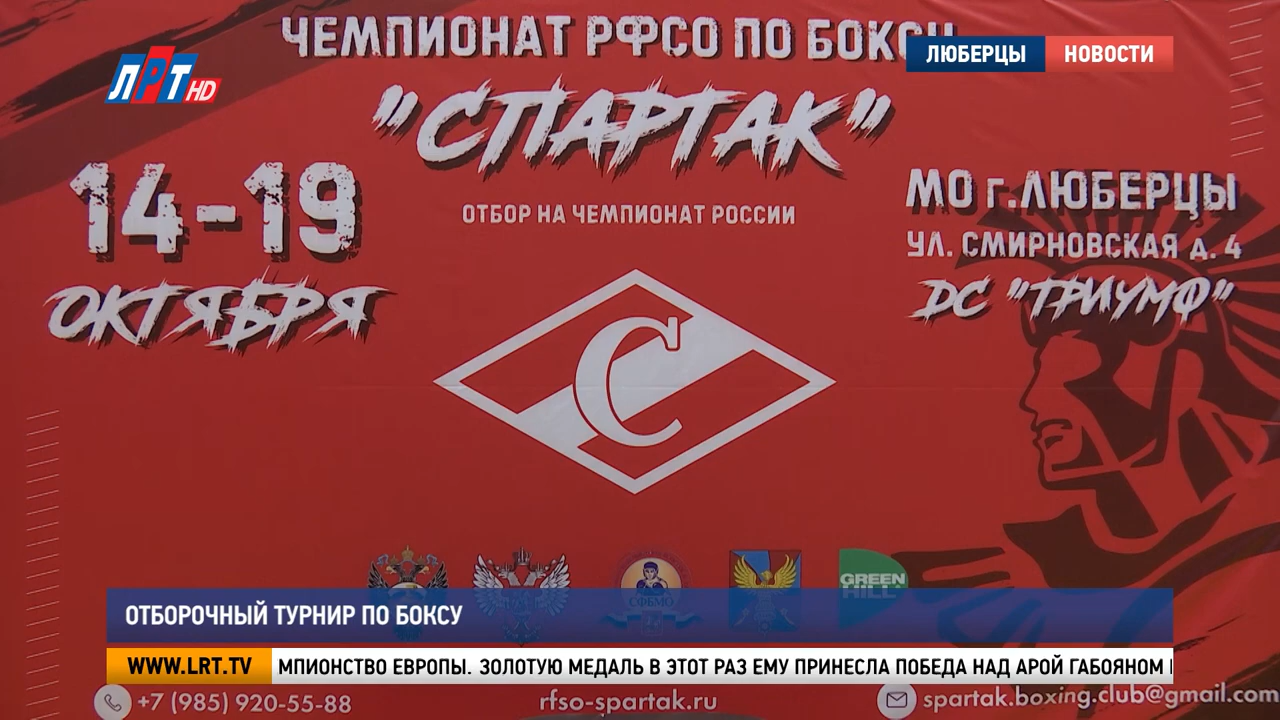 ЧЕМПИОНАТ РФСО ПО БОКСУ
ЛРТ HD
ЛЮБЕРЦЫ НОВОСТИ
"СПАРТАК"
14-19
ОКТЯБРЯ
ОТБОР НА ЧЕМПИОНАТ РОССИИ
МО г.ЛЮБЕРЦЫ
УЛ. СМИРНОВСКАЯ д. 4
ДС "ТРИУМФ"
С
GREEN
HILL
СФБМО
ОТБОРОЧНЫЙ ТУРНИР ПО БОКСУ
WWW.LRT.TV
МПИОНСТВО ЕВРОПЫ. ЗОЛОТУЮ МЕДАЛЬ В ЭТОТ РАЗ ЕМУ ПРИНЕСЛА ПОБЕДА НАД АРОЙ ГАБОЯНОМ
+7 (985) 920-55-88
rfso-spartak.ru
spartak.boxing.club@gmail.com